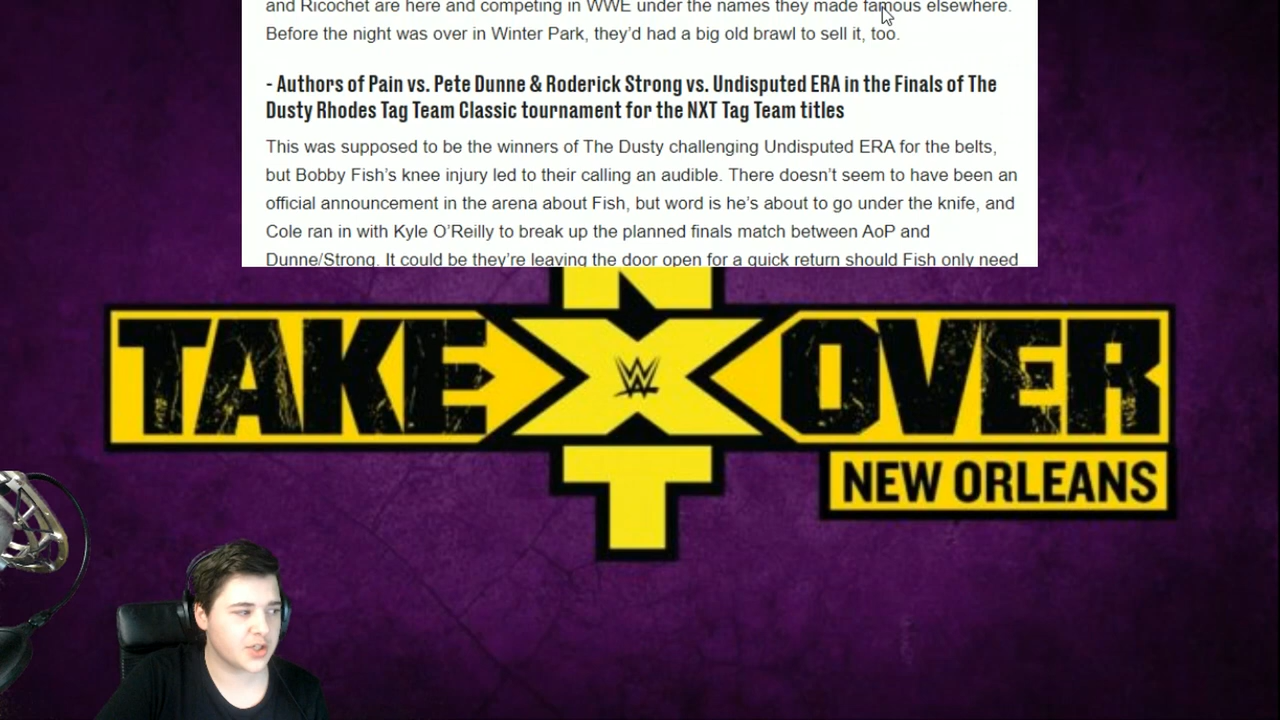 and Ricochet are here and competing in WWE under the names they made famous elsewhere.
Before the night was over in Winter Park, they’d had a big old brawl to sell it, too.
- Authors of Pain vs. Pete Dunne & Roderick Strong vs. Undisputed ERA in the Finals of The
Dusty Rhodes Tag Team Classic tournament for the NXT Tag Team titles
This was supposed to be the winners of The Dusty challenging Undisputed ERA for the belts,
but Bobby Fish’s knee injury led to their calling an audible. There doesn’t seem to have been an
official announcement in the arena about Fish, but word is he’s about to go under the knife, and
Cole ran in with Kyle O’Reilly to break up the planned finals match between AoP and
Dunne/Strong. It could be they’re leaving the door open for a quick return should Fish only need
N
TAKE X OVER
W
T
NEW ORLEANS